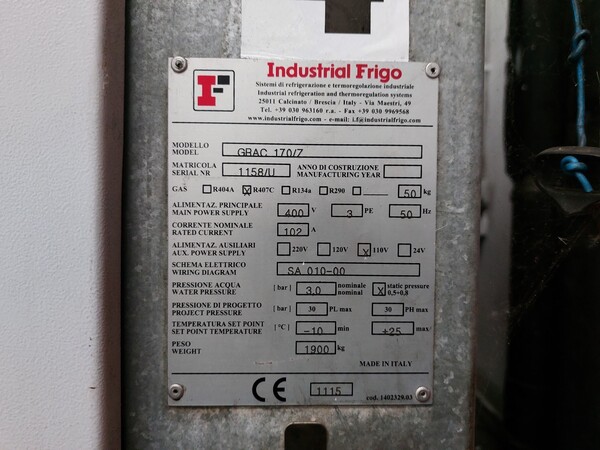 Industrial Frigo
Sistemi di refrigerazione e termoregolazione industriale
Industrial refrigeration and thermoregulation systems
25011 Calcinato / Brescia / Italy - Via Maestri, 49
Tel. +39 030 963160 r.a. - Fax +39 030 9969568
www.industrialfrigo.com - e-mail: i.f@industrialfrigo.com
MODELLO
MODEL GRAC 170/Z
MATRICOLA
SERIAL NR 1158/U ANNO DI COSTRUZIONE
MANUFACTURING YEAR
GAS R404A X R407C R134a R290 50 kg
ALIMENTAZ. PRINCIPALE
MAIN POWER SUPPLY 400 V 3 PE 50 Hz
CORRENTE NOMINALE
RATED CURRENT 102 A
ALIMENTAZ. AUSILIARI
AUX. POWER SUPPLY 220V 120V X 110V 24V
SCHEMA ELETTRICO
WIRING DIAGRAM SA 010-00
PRESSIONE ACQUA
WATER PRESSURE [ bar ] 3,0 nominale
nominal X static pressure
0,5÷0,8
PRESSIONE DI PROGETTO
PROJECT PRESSURE [ bar ] 30 PL max 30 PH max
TEMPERATURA SET POINT
SET POINT TEMPERATURE [ °C ] -10 min +25 max
PESO
WEIGHT 1900 kg
MADE IN ITALY
CE 1115 cod. 1402329.03